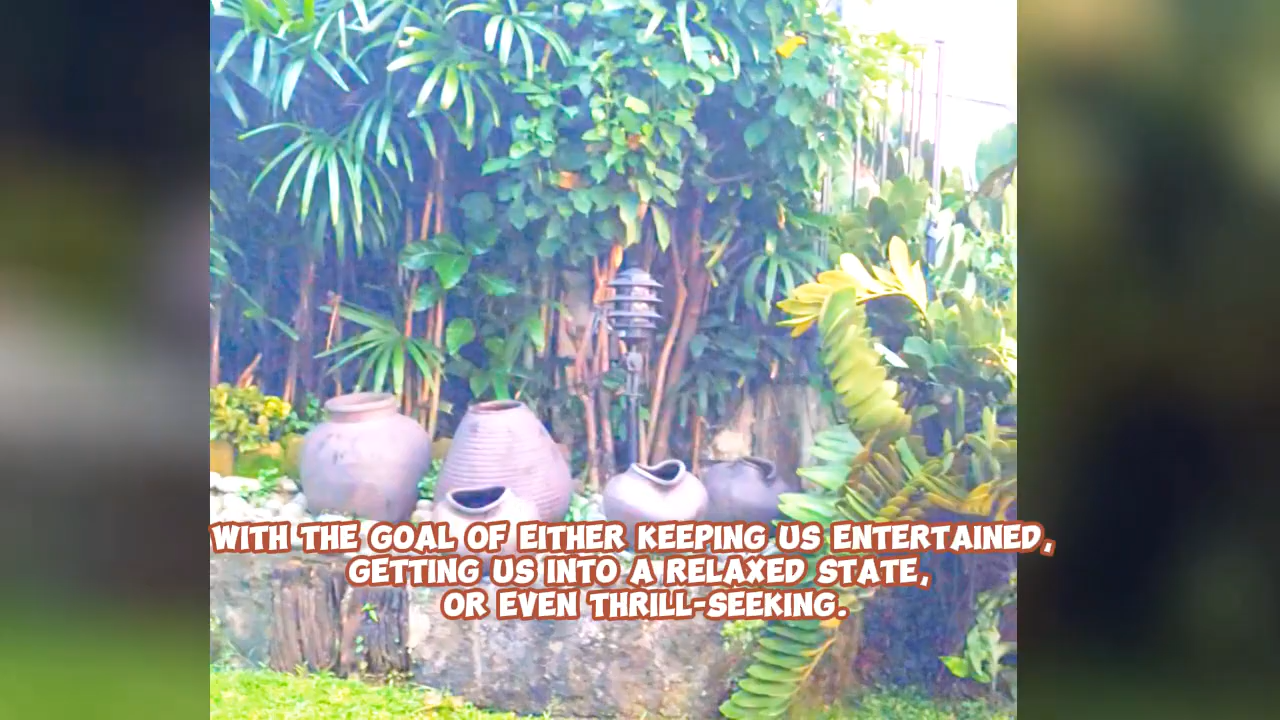 WITH THE GOAL OF EITHER KEEPING US ENTERTAINED,
GETTING US INTO A RELAXED STATE,
OR EVEN THRILL-SEEKING.